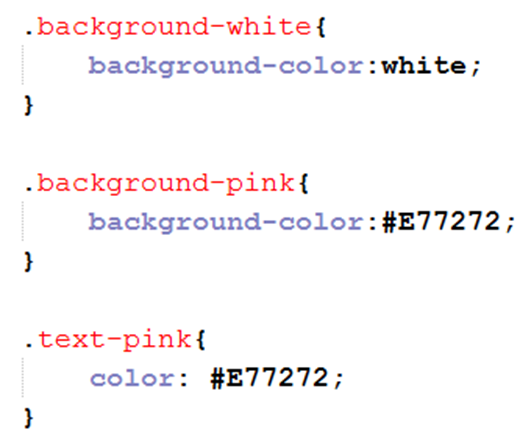 .background-white{
    background-color:white;
}
.background-pink{
    background-color:#E77272;
}
.text-pink{
    color: #E77272;
}